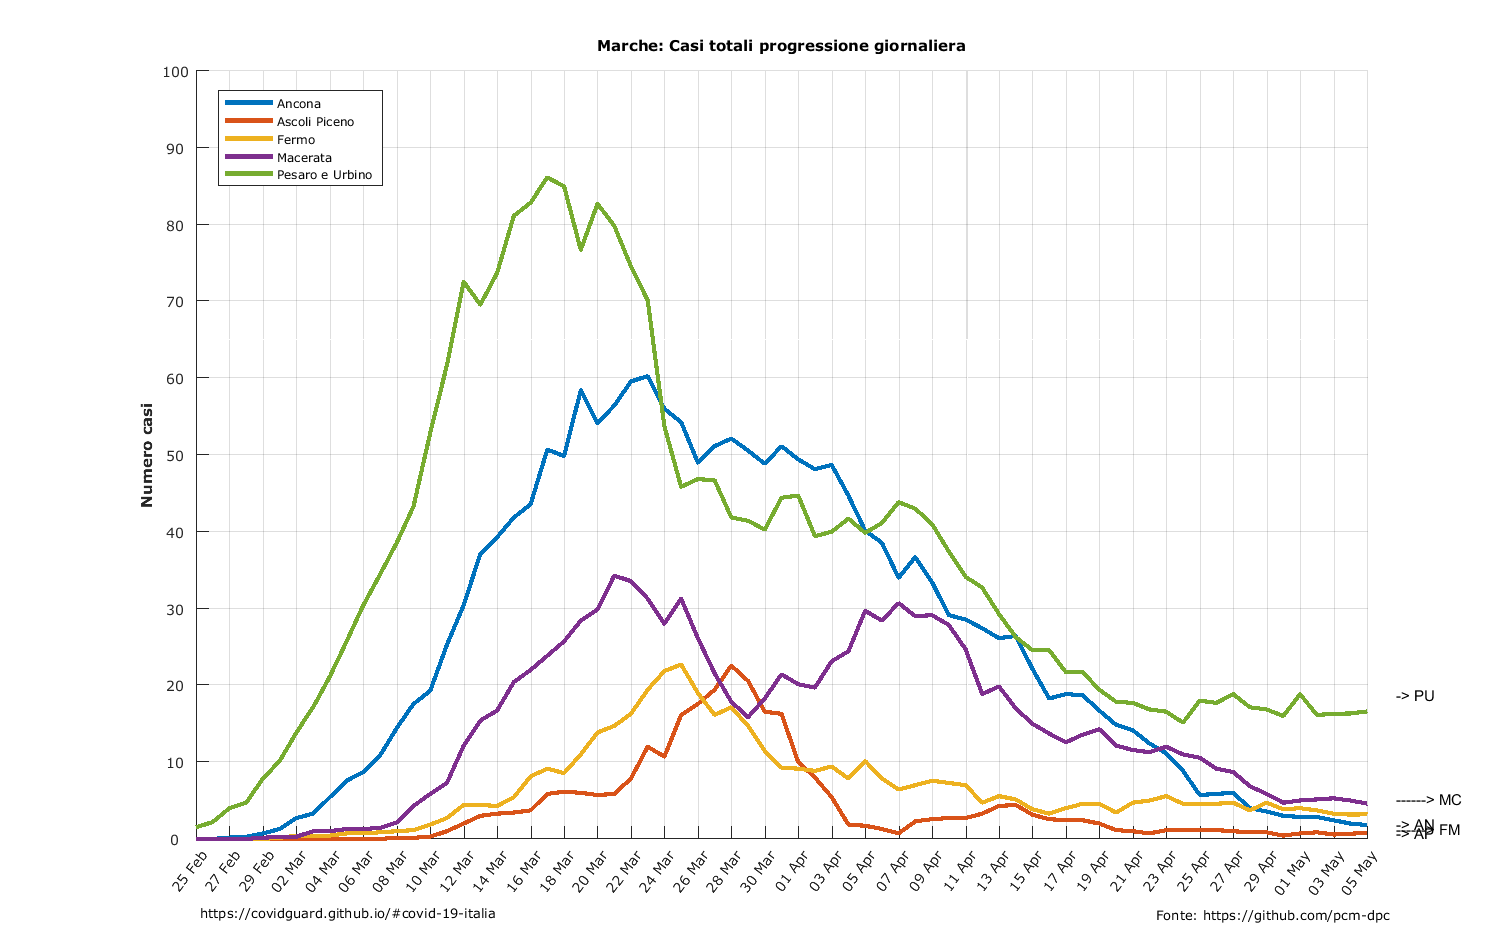 Marche: Casi totali progressione giornaliera
Numero casi
100
90
80
70
60
50
40
30
20
10
0
Ancona
Ascoli Piceno
Fermo
Macerata
Pesaro e Urbino
-> PU
------> MC
-> AN
------> FM
-> AP
25 Feb
27 Feb
29 Feb
02 Mar
04 Mar
06 Mar
08 Mar
10 Mar
12 Mar
14 Mar
16 Mar
18 Mar
20 Mar
22 Mar
24 Mar
26 Mar
28 Mar
30 Mar
01 Apr
03 Apr
05 Apr
07 Apr
09 Apr
11 Apr
13 Apr
15 Apr
17 Apr
19 Apr
21 Apr
23 Apr
25 Apr
27 Apr
29 Apr
01 May
03 May
05 May
https://covidguard.github.io/#covid-19-italia
Fonte: https://github.com/pcm-dpc